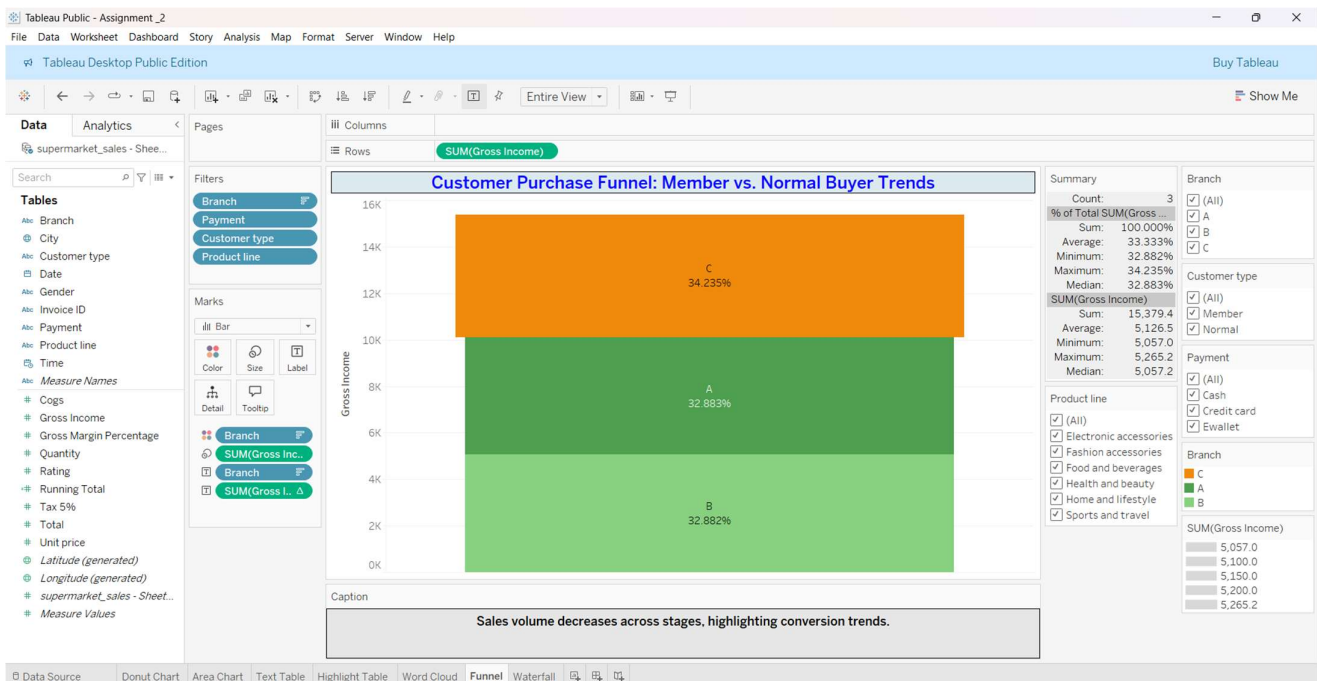 Tableau Public - Assignment _2
File Data Worksheet Dashboard Story Analysis Map Format Server Window Help
Tableau Desktop Public Edition
Buy Tableau
Entire View
Show Me
Data
Analytics
supermarket_sales - Shee...
Search
Tables
Abc Branch
City
Abc Customer type
Date
Abc Gender
Abc Invoice ID
Abc Payment
Abc Product line
Time
Abc Measure Names
# Cogs
# Gross Income
# Gross Margin Percentage
# Quantity
# Rating
=# Running Total
# Tax 5%
# Total
# Unit price
Latitude (generated)
Longitude (generated)
# supermarket_sales - Sheet...
# Measure Values
Pages
Filters
Branch
Payment
Customer type
Product line
Marks
Bar
Color Size Label
Detail Tooltip
Branch
SUM(Gross Inc..
Branch
SUM(Gross I.. Δ
Columns
Rows
SUM(Gross Income)
Customer Purchase Funnel: Member vs. Normal Buyer Trends
Gross Income
16K
14K
12K
10K
8K
6K
4K
2K
0K
C
34.235%
A
32.883%
B
32.882%
Caption
Sales volume decreases across stages, highlighting conversion trends.
Summary
Count: 3
% of Total SUM(Gross ...
Sum: 100.000%
Average: 33.333%
Minimum: 32.882%
Maximum: 34.235%
Median: 32.883%
SUM(Gross Income)
Sum: 15,379.4
Average: 5,126.5
Minimum: 5,057.0
Maximum: 5,265.2
Median: 5,057.2
Product line
(All)
Electronic accessories
Fashion accessories
Food and beverages
Health and beauty
Home and lifestyle
Sports and travel
Branch
(All)
A
B
C
Customer type
(All)
Member
Normal
Payment
(All)
Cash
Credit card
Ewallet
Branch
C
A
B
SUM(Gross Income)
5,057.0
5,100.0
5,150.0
5,200.0
5,265.2
Data Source Donut Chart Area Chart Text Table Highlight Table Word Cloud Funnel Waterfall